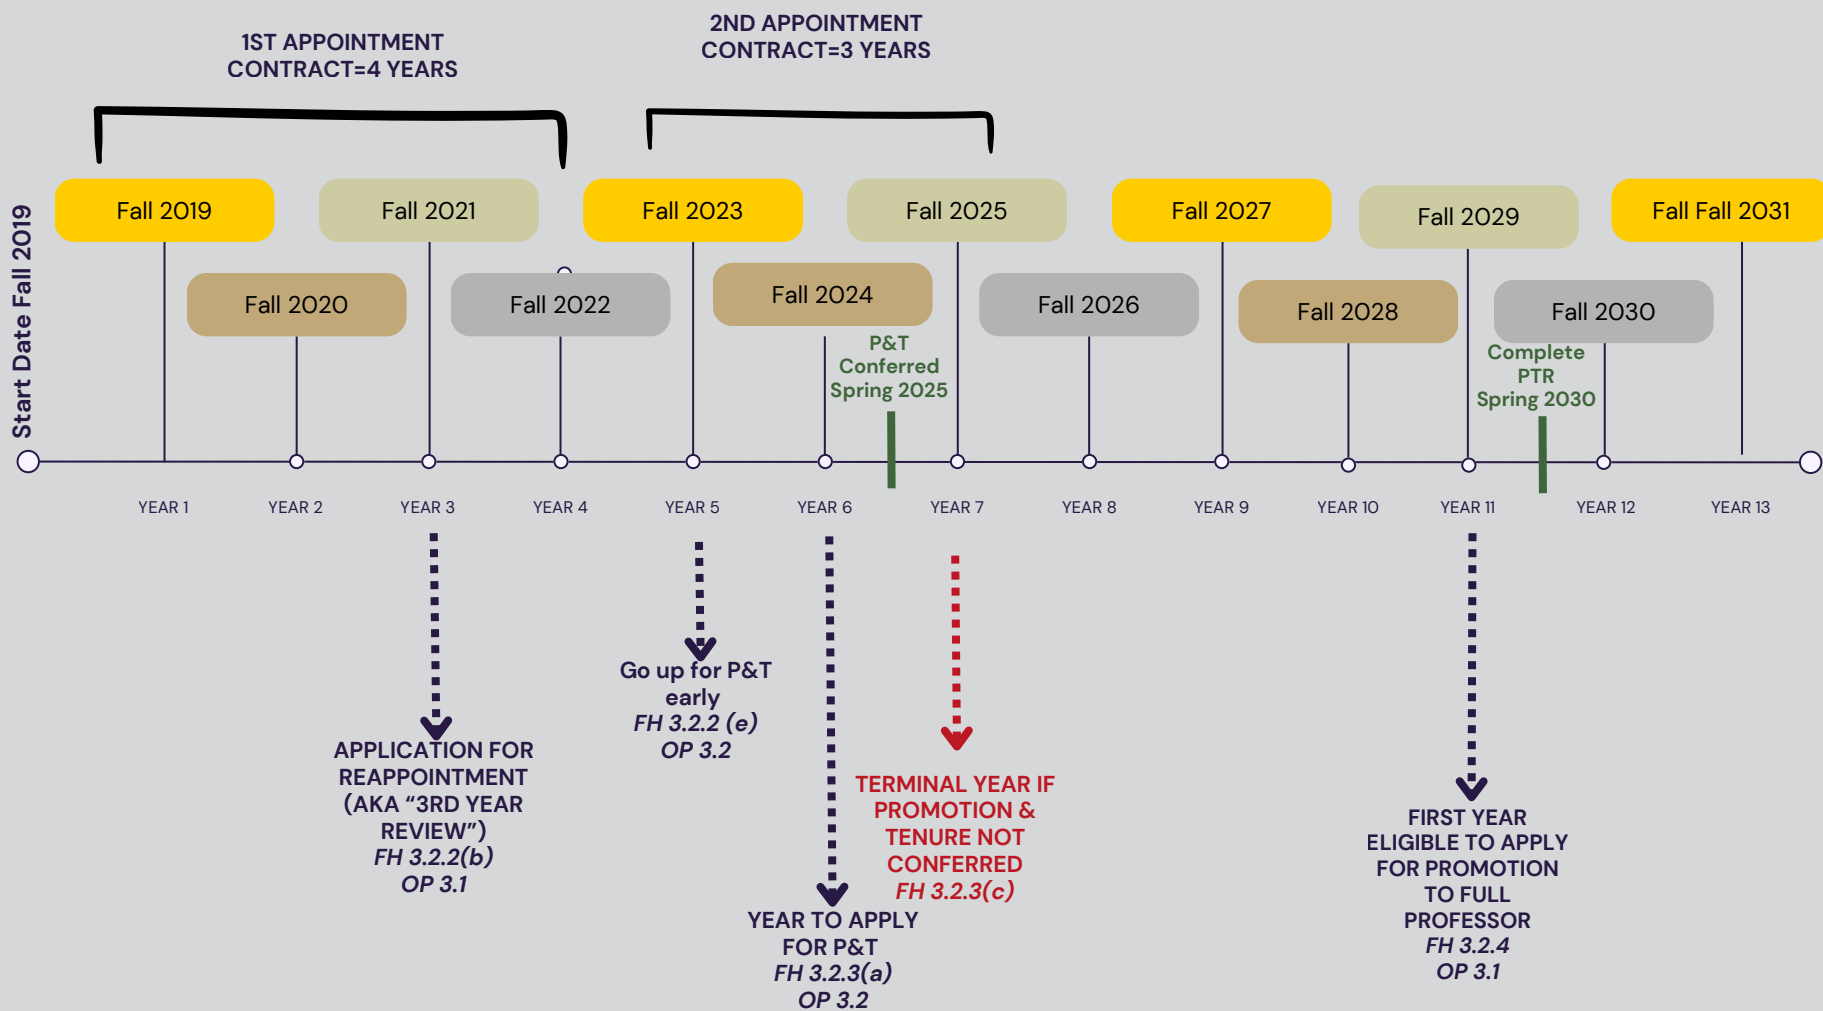 1ST APPOINTMENT
CONTRACT=4 YEARS
2ND APPOINTMENT
CONTRACT=3 YEARS
Start Date Fall 2019
Fall 2019
Fall 2021
Fall 2023
Fall 2025
Fall 2027
Fall 2029
Fall Fall 2031
Fall 2020
Fall 2022
Fall 2024
Fall 2026
Fall 2028
Fall 2030
P&T
Conferred
Spring 2025
Complete
PTR
Spring 2030
YEAR 1
YEAR 2
YEAR 3
YEAR 4
YEAR 5
YEAR 6
YEAR 7
YEAR 8
YEAR 9
YEAR 10
YEAR 11
YEAR 12
YEAR 13
APPLICATION FOR
REAPPOINTMENT
(AKA “3RD YEAR
REVIEW”)
FH 3.2.2(b)
OP 3.1
Go up for P&T
early
FH 3.2.2 (e)
OP 3.2
YEAR TO APPLY
FOR P&T
FH 3.2.3(a)
OP 3.2
TERMINAL YEAR IF
PROMOTION &
TENURE NOT
CONFERRED
FH 3.2.3(c)
FIRST YEAR
ELIGIBLE TO APPLY
FOR PROMOTION
TO FULL
PROFESSOR
FH 3.2.4
OP 3.1